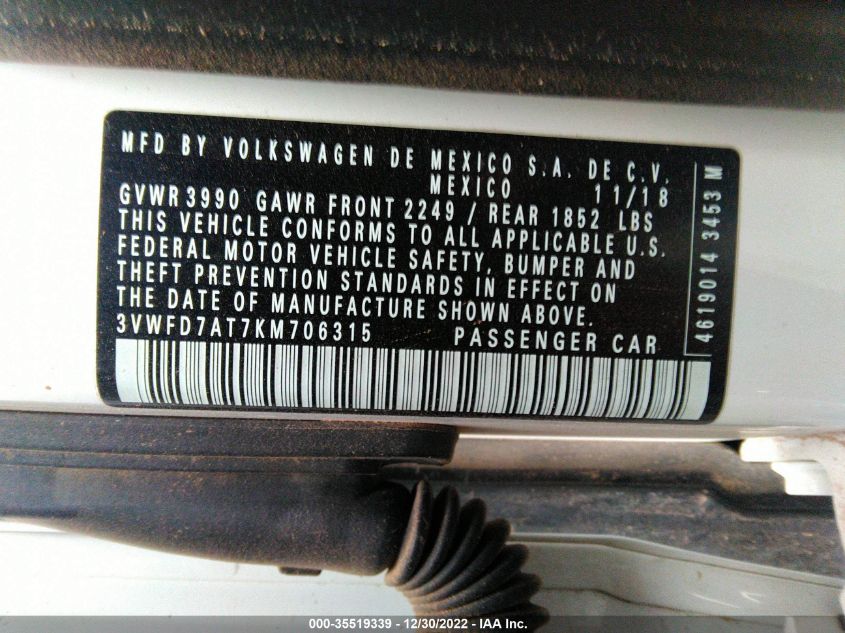 MFD BY VOLKSWAGEN DE MEXICO S.A. DE C.V.
MEXICO 11/18
GVWR 3990 GAWR FRONT 2249 / REAR 1852 LBS
THIS VEHICLE CONFORMS TO ALL APPLICABLE U.S.
FEDERAL MOTOR VEHICLE SAFETY, BUMPER AND
THEFT PREVENTION STANDARDS IN EFFECT ON
THE DATE OF MANUFACTURE SHOWN ABOVE.
3VWFD7AT7KM706315 PASSENGER CAR
4619014 3453 M
000-35519339 - 12/30/2022 - IAA Inc.